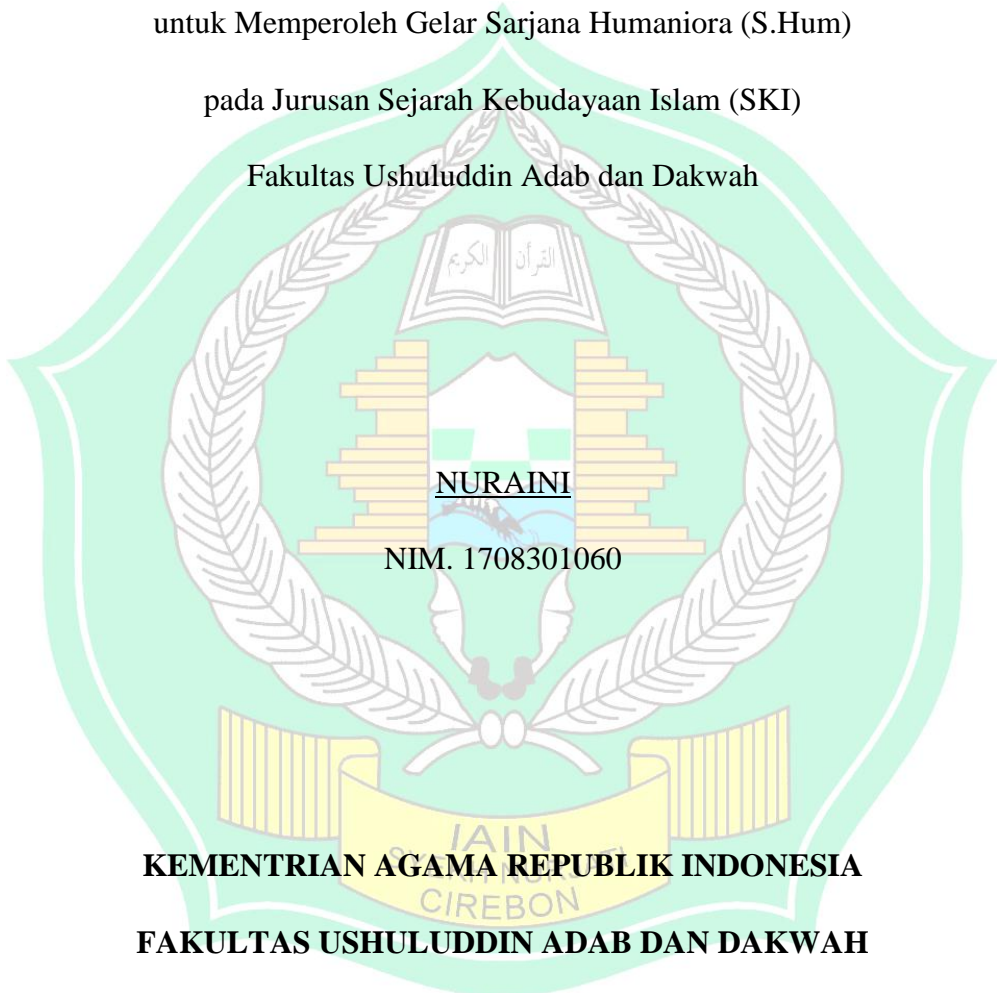 untuk Memperoleh Gelar Sarjana Humaniora (S.Hum)
pada Jurusan Sejarah Kebudayaan Islam (SKI)
Fakultas Ushuluddin Adab dan Dakwah
القرآن الكريم
NURAINI
NIM. 1708301060
IAIN
KEMENTRIAN AGAMA REPUBLIK INDONESIA
CIREBON
FAKULTAS USHULUDDIN ADAB DAN DAKWAH